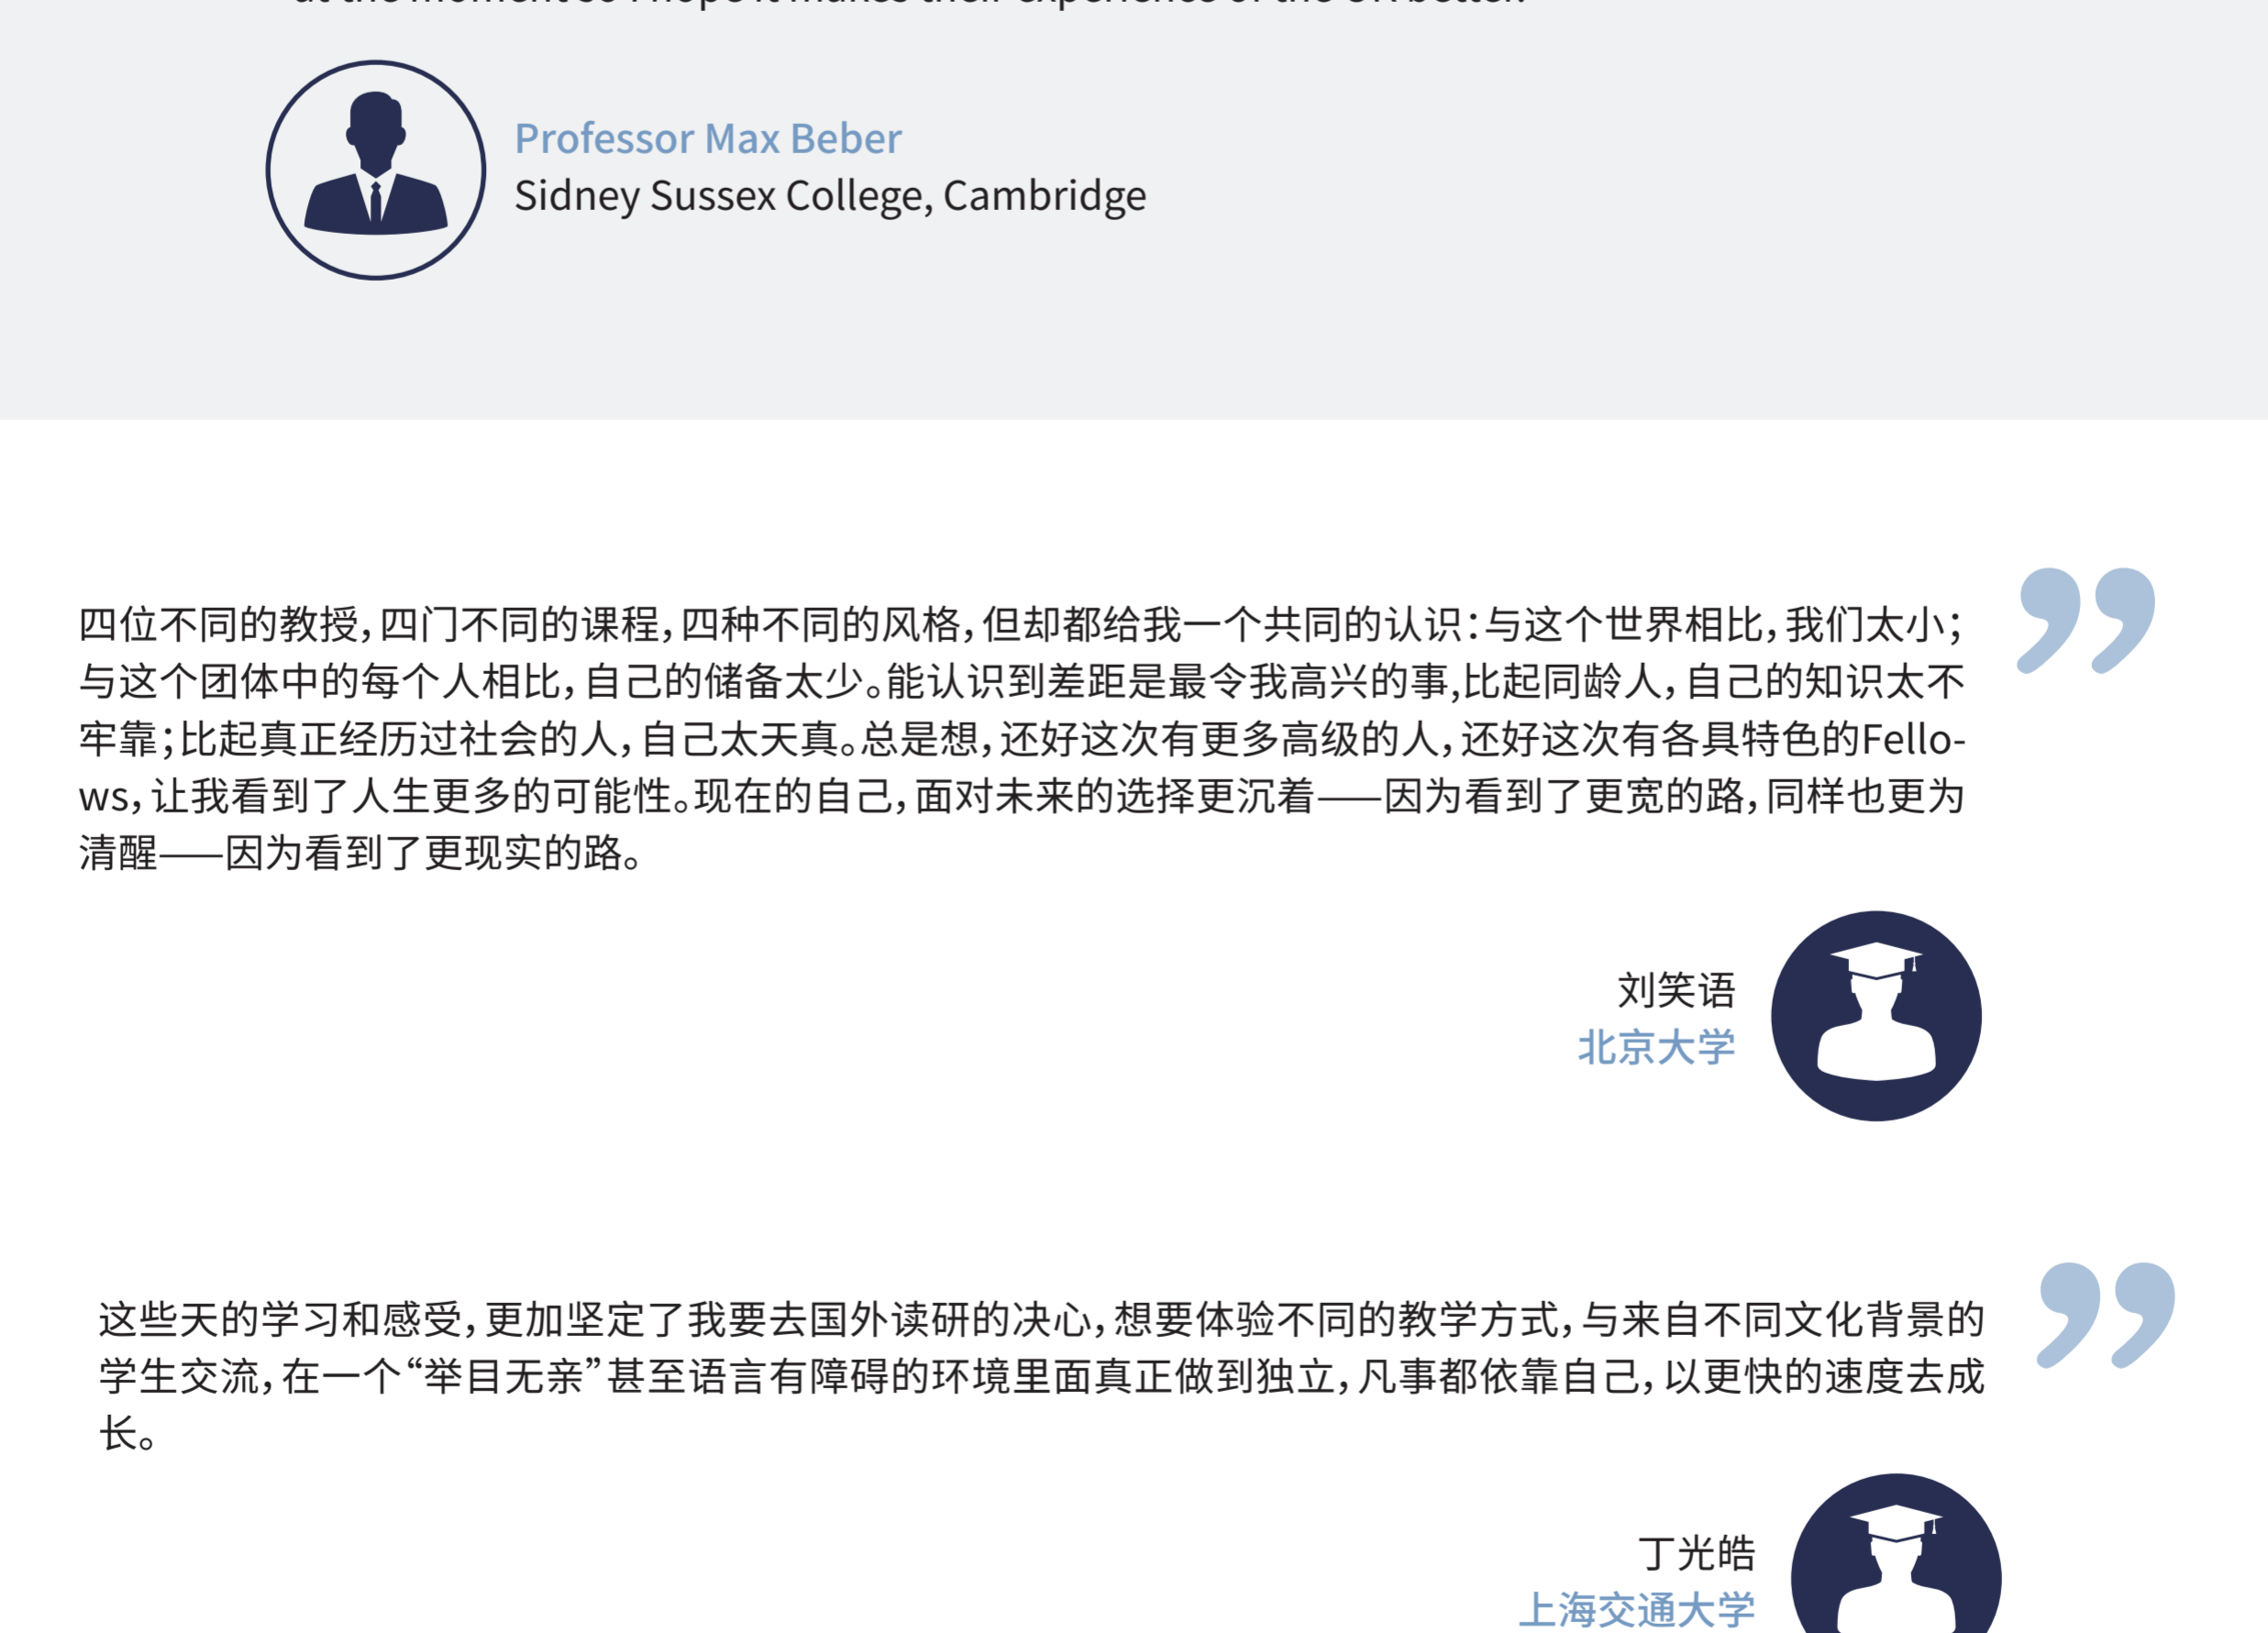 at the moment so I hope it makes their experience of the UK better.
Professor Max Beber
Sidney Sussex College, Cambridge
四位不同的教授，四门不同的课程，四种不同的风格，但却都给我一个共同的认识：与这个世界相比，我们太小；
与这个团体中的每个人相比，自己的储备太少。能认识到差距是最令我高兴的事,比起同龄人，自己的知识太不
牢靠；比起真正经历过社会的人，自己太天真。总是想，还好这次有更多高级的人，还好这次有各具特色的Fello-
ws，让我看到了人生更多的可能性。现在的自己，面对未来的选择更沉着——因为看到了更宽的路，同样也更为
清醒——因为看到了更现实的路。
刘笑语
北京大学
这些天的学习和感受，更加坚定了我要去国外读研的决心，想要体验不同的教学方式，与来自不同文化背景的
学生交流，在一个“举目无亲”甚至语言有障碍的环境里面真正做到独立，凡事都依靠自己，以更快的速度去成
长。
丁光皓
上海交通大学